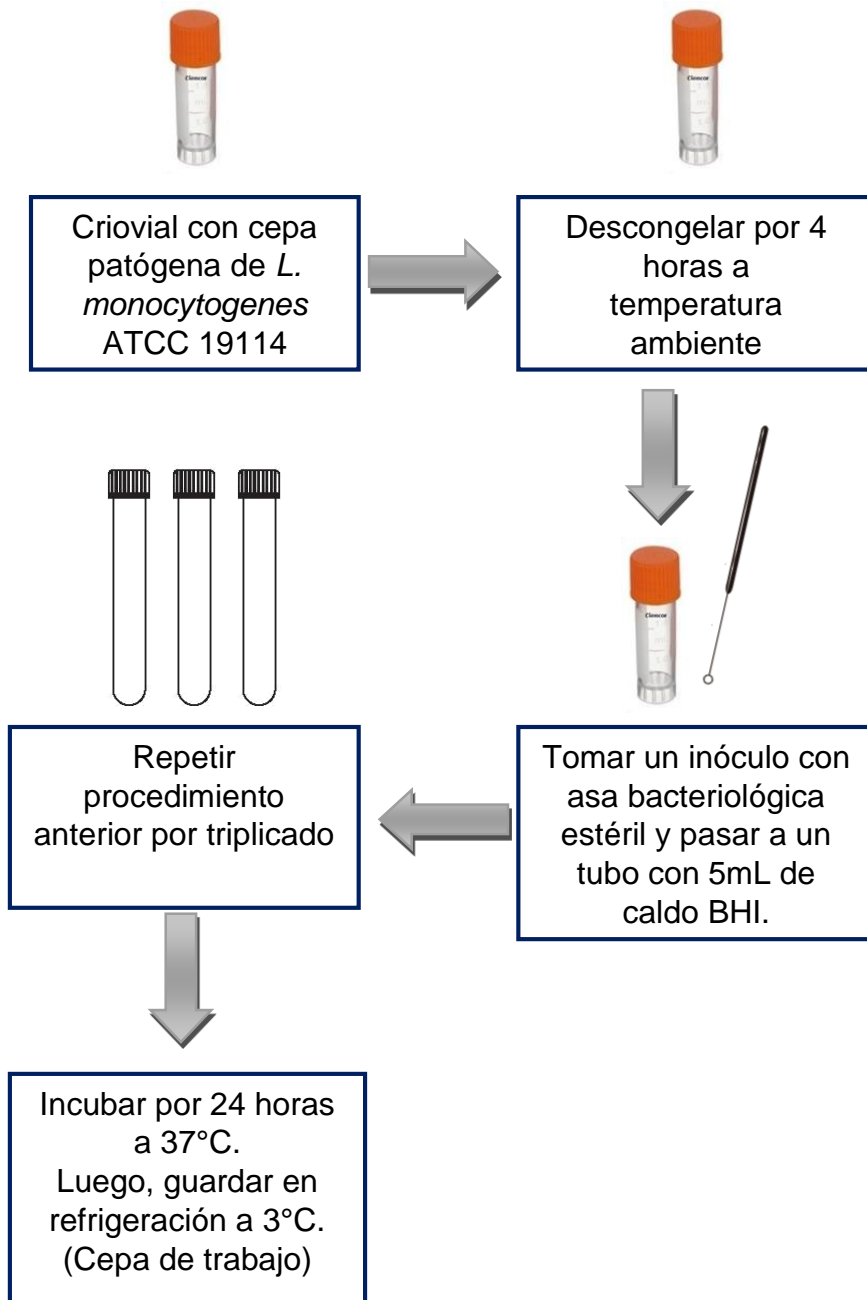 Criovial con cepa
patógena de L.
monocytogenes
ATCC 19114
Descongelar por 4
horas a
temperatura
ambiente
Tomar un inóculo con
asa bacteriológica
estéril y pasar a un
tubo con 5mL de
caldo BHI.
Repetir
procedimiento
anterior por triplicado
Incubar por 24 horas
a 37°C.
Luego, guardar en
refrigeración a 3°C.
(Cepa de trabajo)